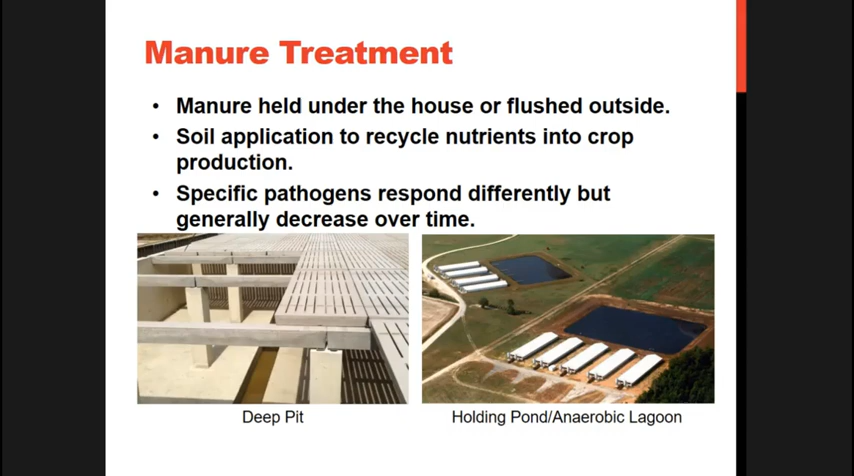 Manure Treatment
• Manure held under the house or flushed outside.
• Soil application to recycle nutrients into crop
production.
• Specific pathogens respond differently but
generally decrease over time.
Deep Pit
Holding Pond/Anaerobic Lagoon